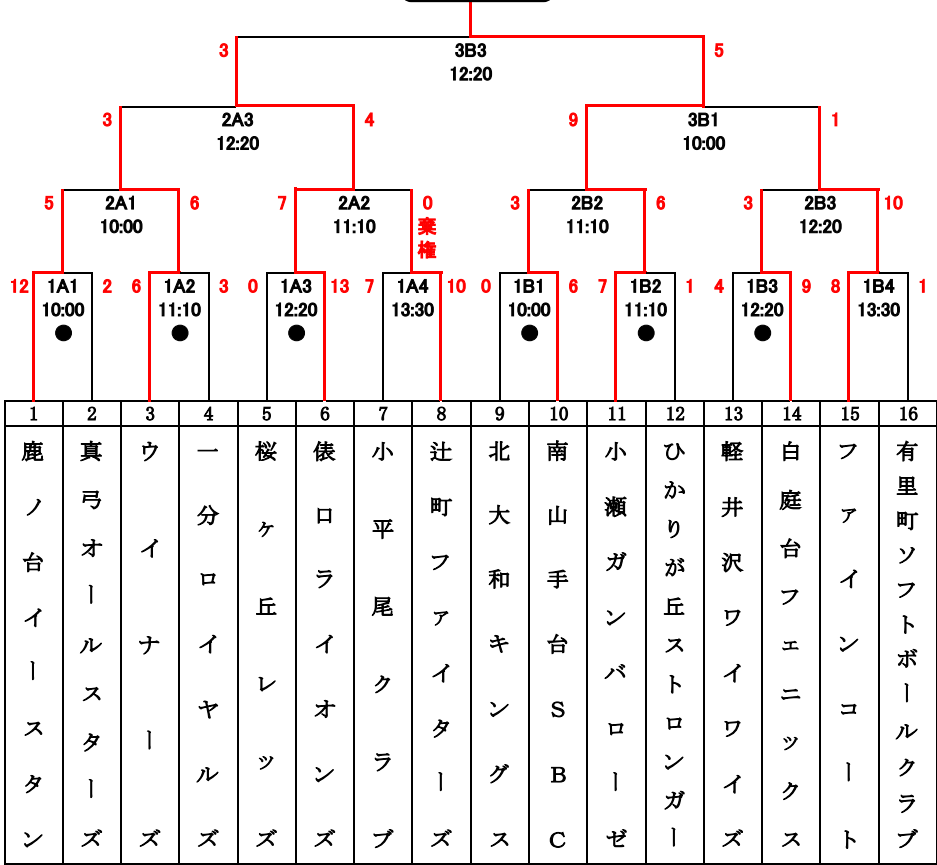 3 3B3 5
12:20
3 2A3 4 9 3B1 1
12:20 10:00
5 2A1 6 7 2A2 0 3 2B2 6 3 2B3 10
10:00 11:10 棄権 11:10 12:20
12 1A1 2 6 1A2 3 0 1A3 13 7 1A4 10 0 1B1 6 7 1B2 1 4 1B3 9 8 1B4 1
10:00 11:10 12:20 13:30 10:00 11:10 12:20 13:30
● ● ● ● ● ●
1 2 3 4 5 6 7 8 9 10 11 12 13 14 15 16
鹿ノ台イースタン
真弓オールスターズ
ウイナーズ
一分ロイヤルズ
桜ヶ丘レッズ
俵口ライオンズ
小平尾クラブ
辻町ファイターズ
北大和キングス
南山手台SBC
小瀬ガンバローゼ
ひかりが丘ストロンガー
軽井沢ワイワイズ
白庭台フェニックス
ファインコート
有里町ソフトボールクラブ